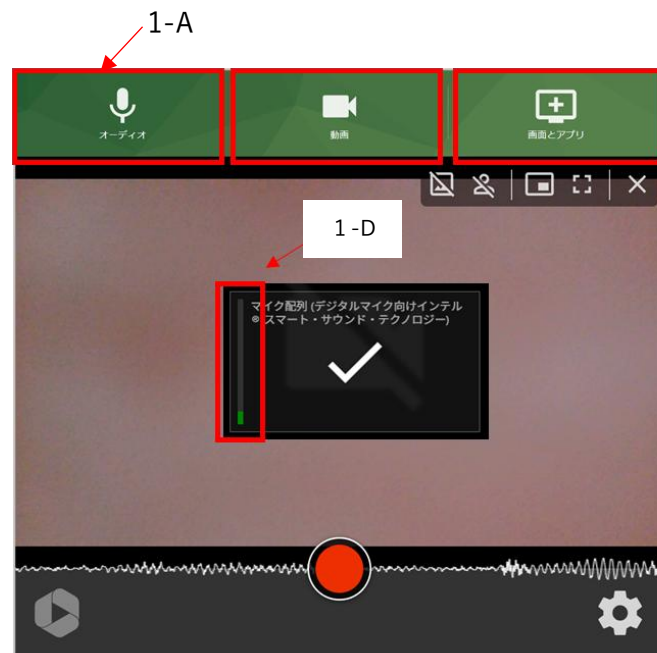 1-A
オーディオ
動画
画面とアプリ
1-D
マイク配列 (デジタルマイク向けインテル
® スマート・サウンド・テクノロジー)